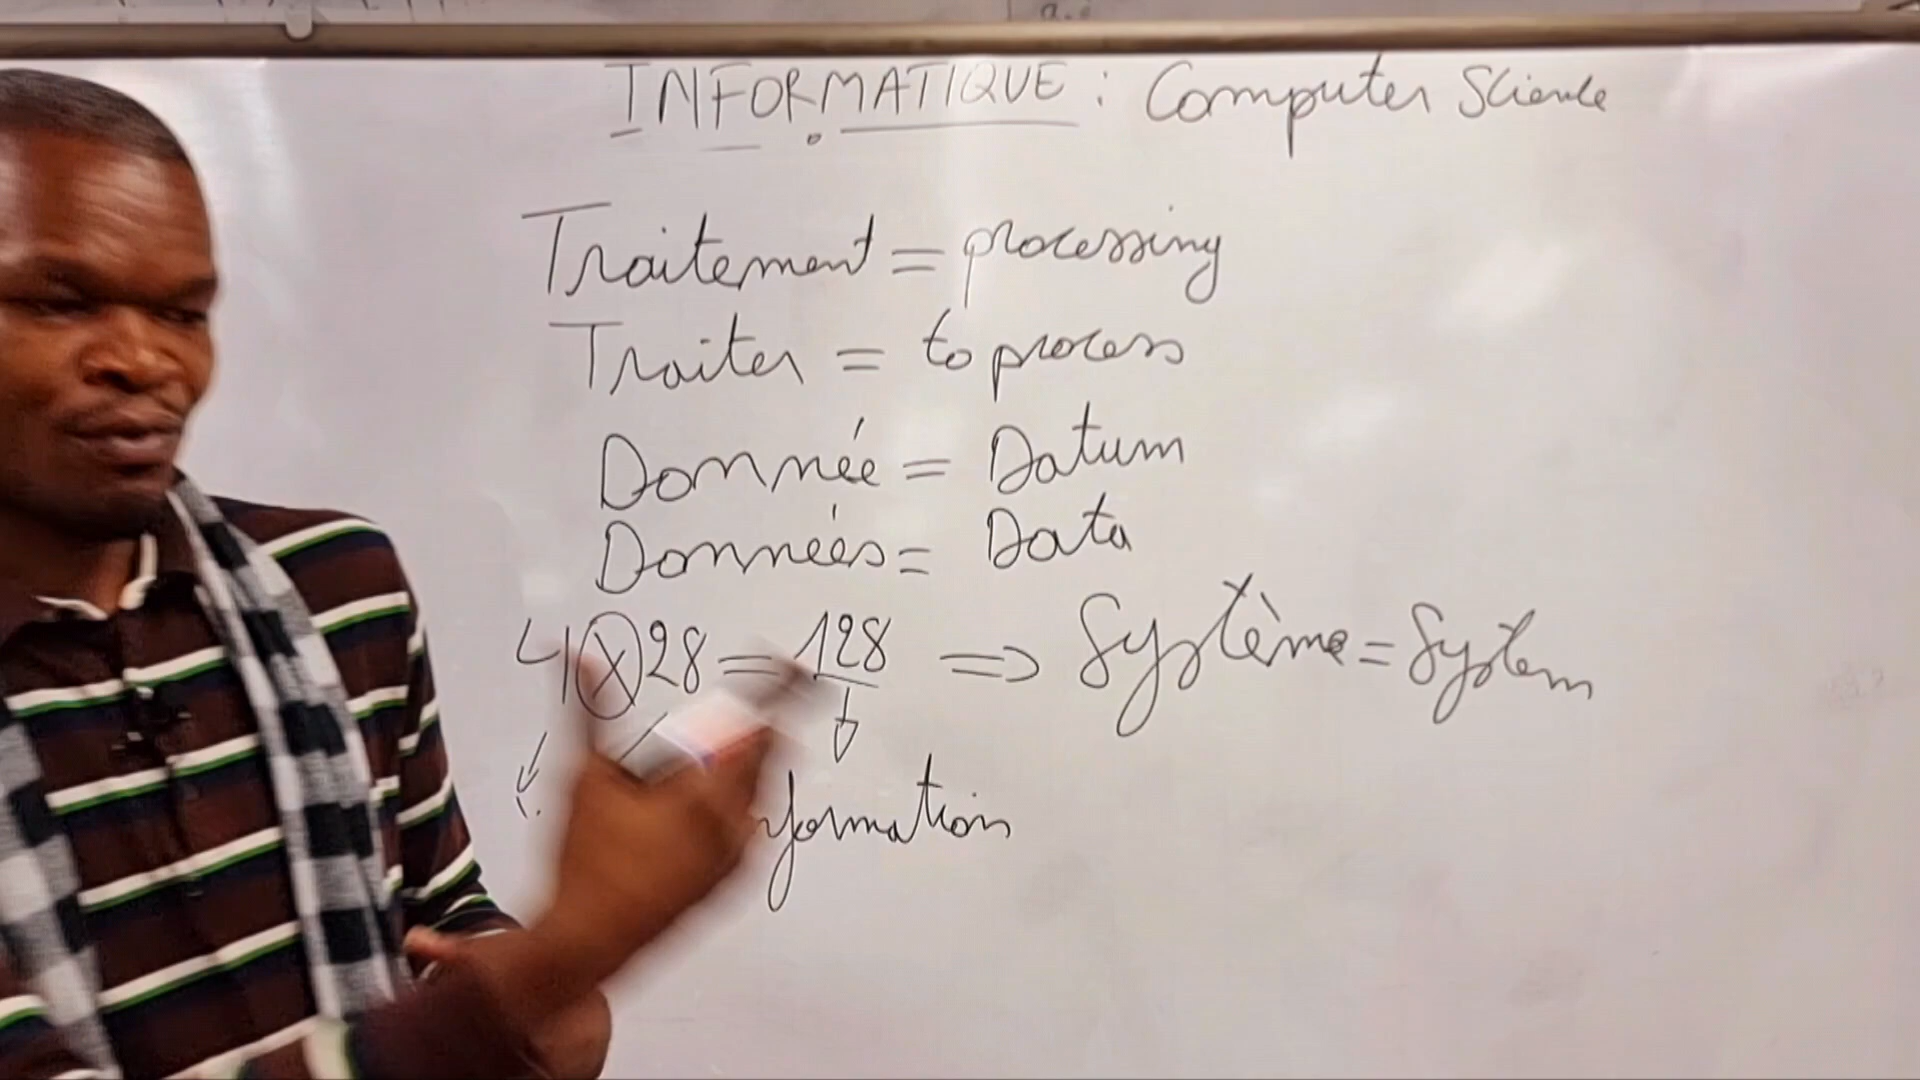 INFORMATIQUE : Computer Science
Traitement = processing
Traiter = to process
Donnée = Datum
Données = Data
4 x 28 = 128 => Système = System
formation